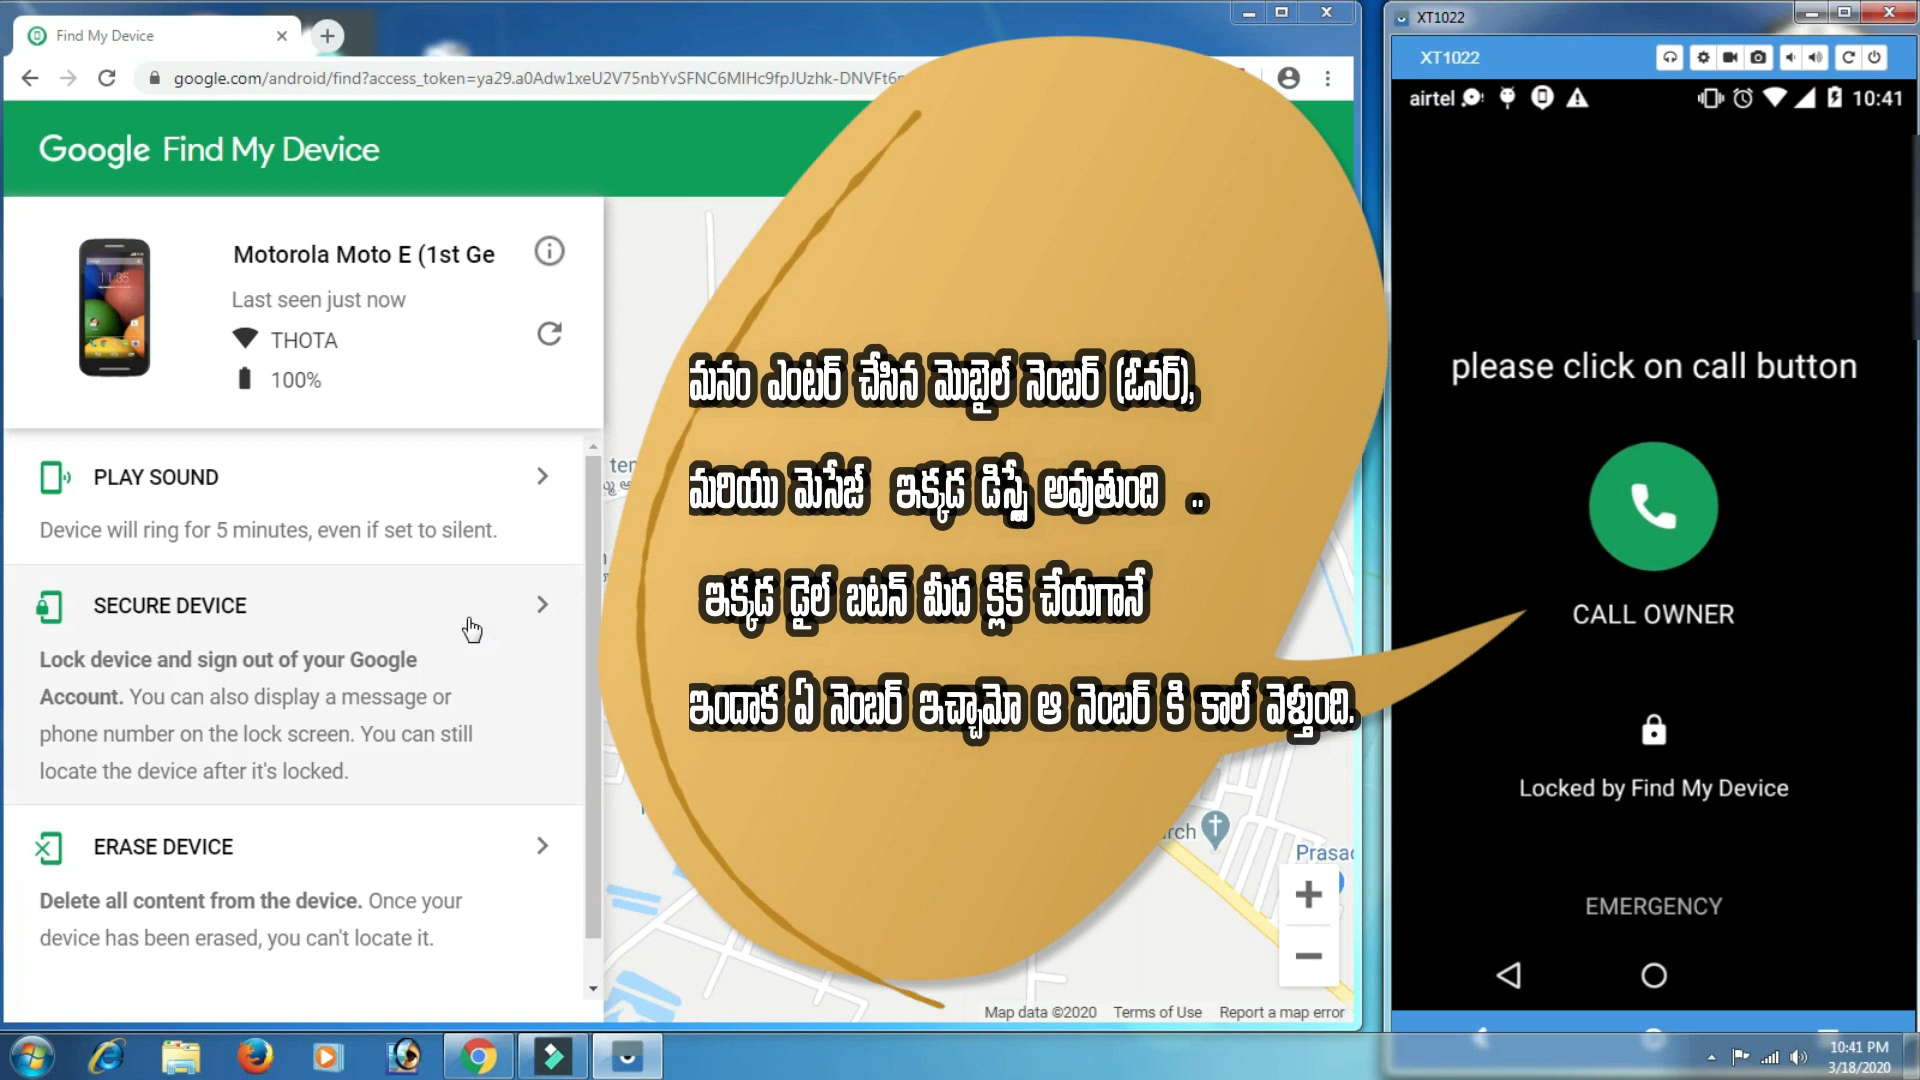 Find My Device
google.com/android/find?access_token=ya29.a0Adw1xeU2V75nbYvSFNC6MIHc9fpJUzhk-DNVFt6
Google Find My Device
Motorola Moto E (1st Ge
Last seen just now
THOTA
100%
PLAY SOUND
Device will ring for 5 minutes, even if set to silent.
SECURE DEVICE
Lock device and sign out of your Google
Account. You can also display a message or
phone number on the lock screen. You can still
locate the device after it's locked.
ERASE DEVICE
Delete all content from the device. Once your
device has been erased, you can't locate it.
మనం ఎంటర్ చేసిన మొబైల్ నెంబర్ (ఓనర్),
మరియు మెసేజ్ ఇక్కడ డిస్ప్లే అవుతుంది ..
ఇక్కడ డైల్ బటన్ మీద క్లిక్ చేయగానే
ఇందాక ఏ నెంబర్ ఇచ్చామో ఆ నెంబర్ కి కాల్ వెళ్తుంది.
Prasad
Map data ©2020 Terms of Use Report a map error
XT1022
XT1022
airtel 10:41
please click on call button
CALL OWNER
Locked by Find My Device
EMERGENCY
10:41 PM
3/18/2020